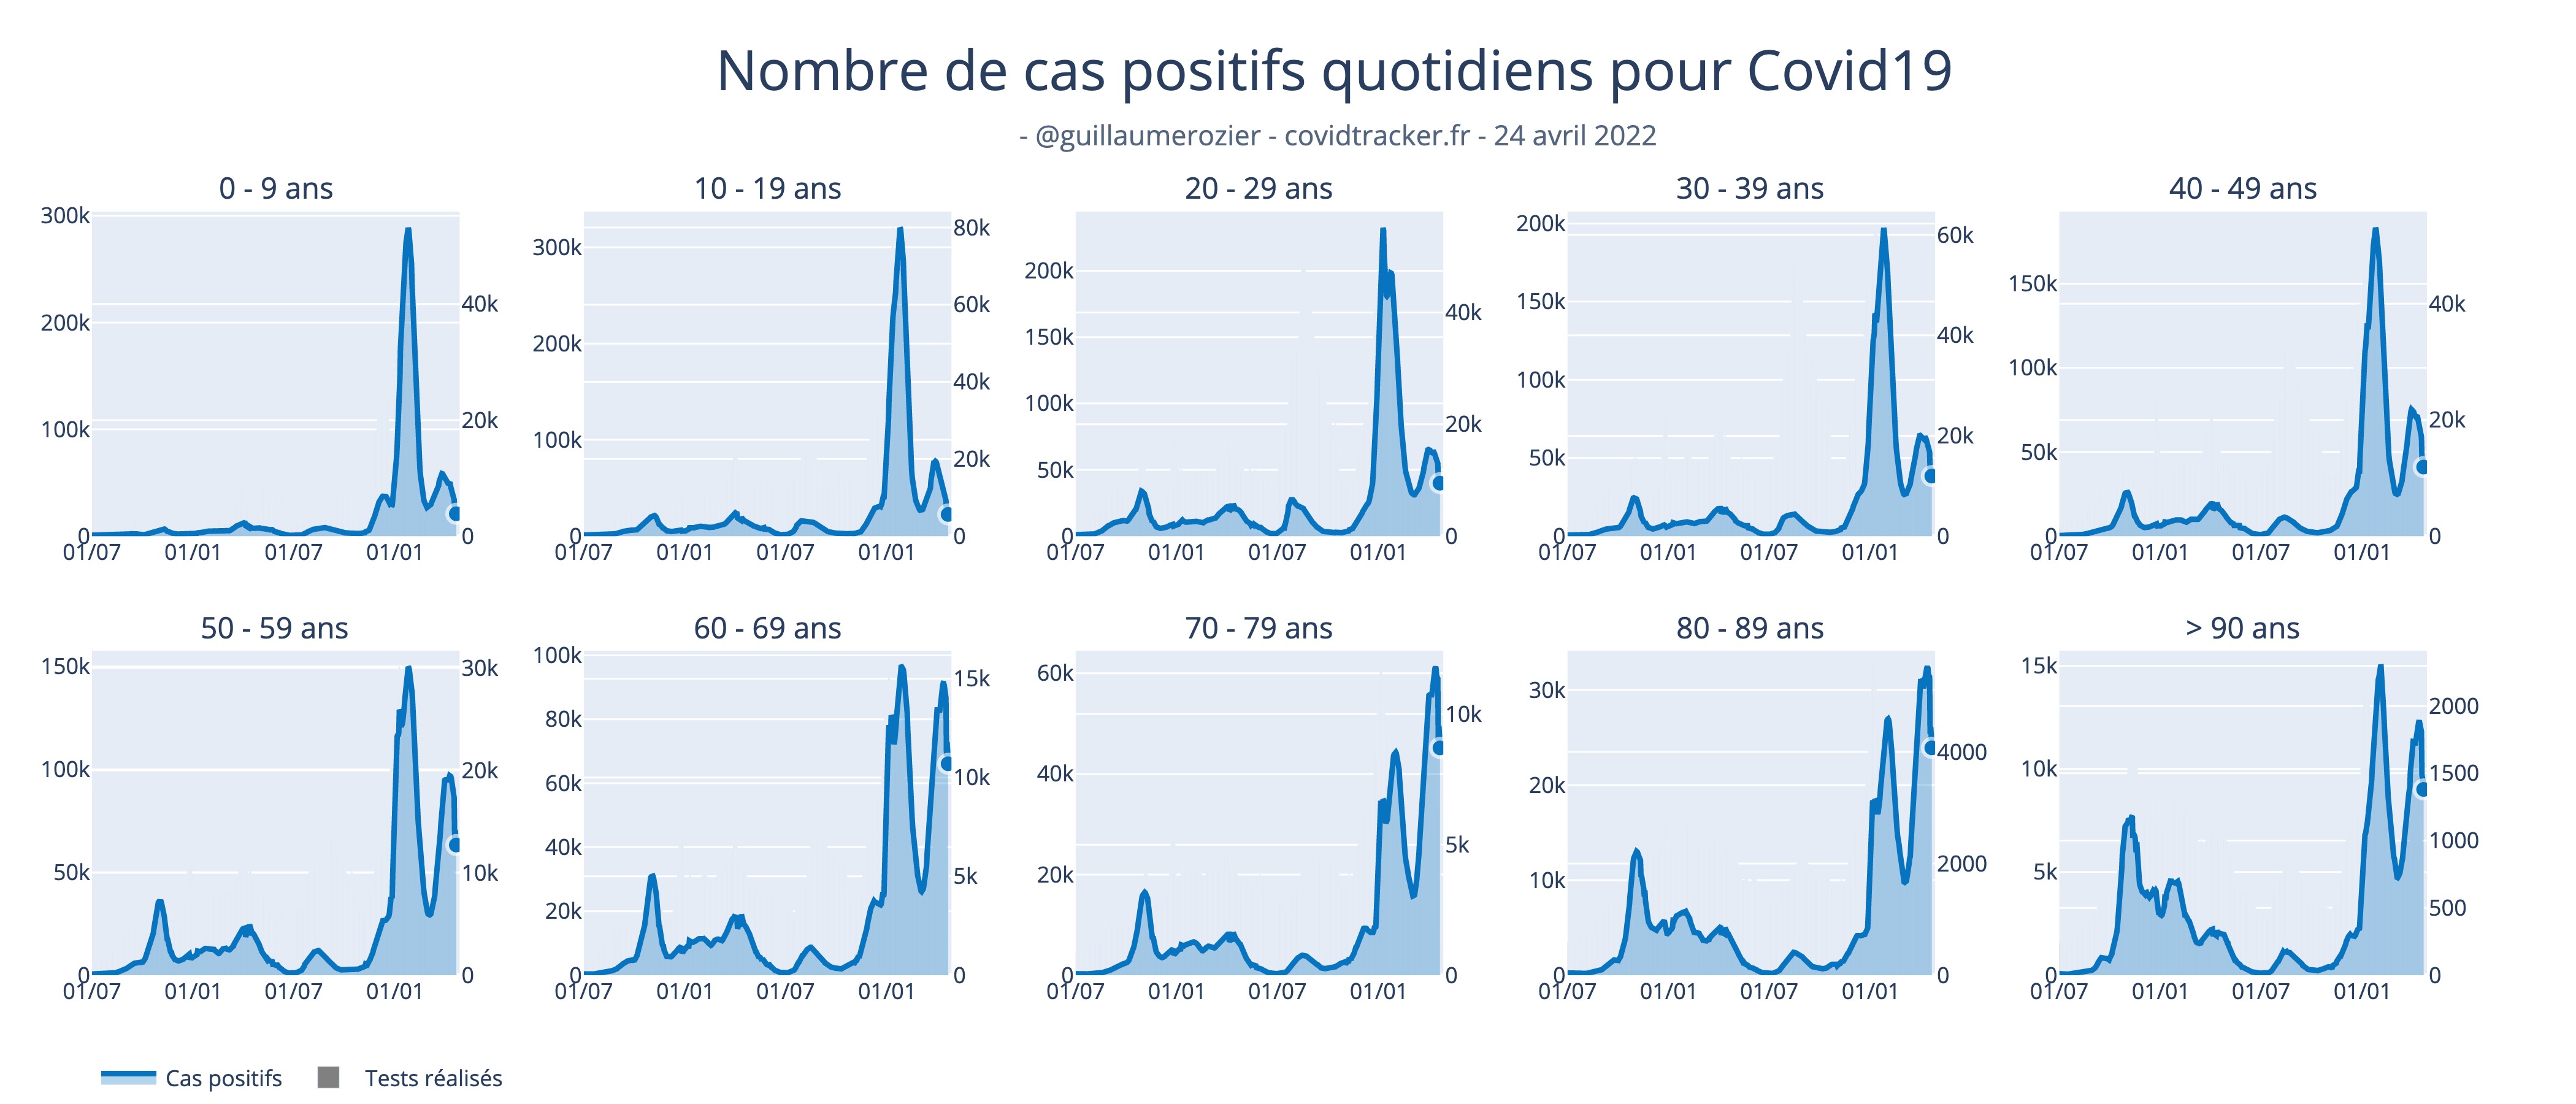 Nombre de cas positifs quotidiens pour Covid19
- @guillaumerozier - covidtracker.fr - 24 avril 2022
0 - 9 ans
300k
200k
100k
0
40k
20k
0
01/07 01/01 01/07 01/01
10 - 19 ans
300k
200k
100k
0
80k
60k
40k
20k
0
01/07 01/01 01/07 01/01
20 - 29 ans
200k
150k
100k
50k
0
40k
20k
0
01/07 01/01 01/07 01/01
30 - 39 ans
200k
150k
100k
50k
0
60k
40k
20k
0
01/07 01/01 01/07 01/01
40 - 49 ans
150k
100k
50k
0
40k
20k
0
01/07 01/01 01/07 01/01
50 - 59 ans
150k
100k
50k
0
30k
20k
10k
0
01/07 01/01 01/07 01/01
60 - 69 ans
100k
80k
60k
40k
20k
0
15k
10k
5k
0
01/07 01/01 01/07 01/01
70 - 79 ans
60k
40k
20k
0
10k
5k
0
01/07 01/01 01/07 01/01
80 - 89 ans
30k
20k
10k
0
4000
2000
0
01/07 01/01 01/07 01/01
> 90 ans
15k
10k
5k
0
2000
1500
1000
500
0
01/07 01/01 01/07 01/01
Cas positifs Tests réalisés